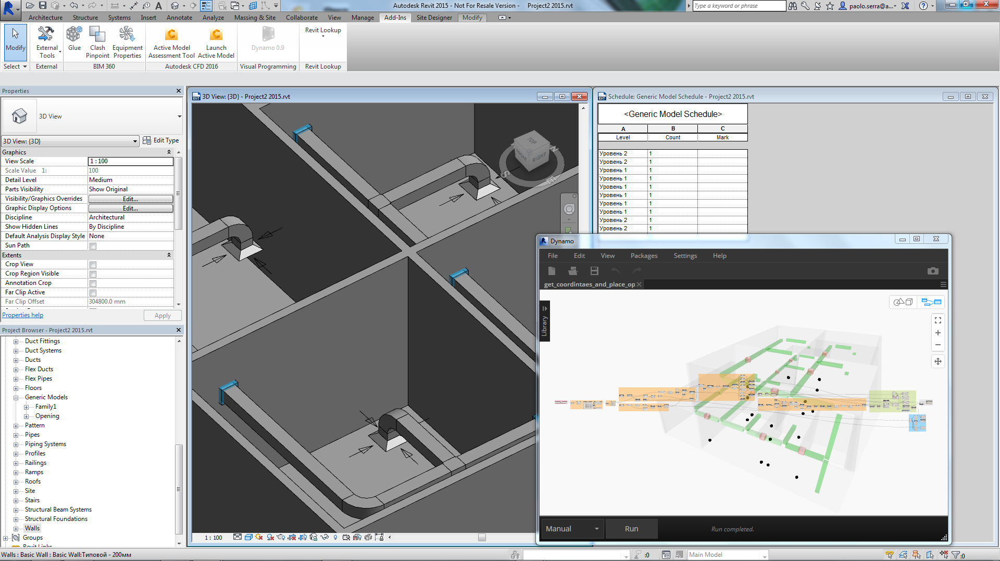 Autodesk Revit 2015 - Not For Resale Version -    Project2 2015.rvt
Type a keyword or phrase
paolo.serra@a...
Architecture Structure Systems Insert Annotate Analyze Massing & Site Collaborate View Manage Add-Ins Site Designer Modify
Modify
External Tools
Glue
Clash Pinpoint
Equipment Properties
Active Model Assessment Tool
Launch Active Model
Dynamo 0.9
Revit Lookup
Select External BIM 360 Autodesk CFD 2016 Visual Programming Revit Lookup
Properties
3D View
3D View: {3D}
Edit Type
Graphics
View Scale 1 : 100
Scale Value 1: 100
Detail Level Medium
Parts Visibility Show Original
Visibility/Graphics Overrides Edit...
Graphic Display Options Edit...
Discipline Architectural
Show Hidden Lines By Discipline
Default Analysis Display Style None
Sun Path
Extents
Crop View
Crop Region Visible
Annotation Crop
Far Clip Active
Far Clip Offset 304800.0 mm
Properties help
Apply
Project Browser - Project2 2015.rvt
Duct Fittings
Duct Systems
Ducts
Flex Ducts
Flex Pipes
Floors
Generic Models
Family1
Opening
Pattern
Pipes
Piping Systems
Profiles
Railings
Ramps
Roofs
Site
Stairs
Structural Beam Systems
Structural Foundations
Walls
Groups
Revit Links
3D View: {3D} - Project2 2015.rvt
TOP
FRONT
RIGHT
N
S
E
1 : 100
Schedule: Generic Model Schedule - Project2 2015.rvt
<Generic Model Schedule>
A B C
Level Count Mark
Уровень 2 1
Уровень 2 1
Уровень 1 1
Уровень 1 1
Уровень 1 1
Уровень 1 1
Уровень 1 1
Уровень 1 1
Уровень 2 1
Уровень 2 1
Dynamo
File Edit View Packages Settings Help
get_coordintaes_and_place_op
Library
Manual
Run
Run completed.
Walls : Basic Wall : Basic Wall:Типовой - 200мм
:0
Main Model
:0